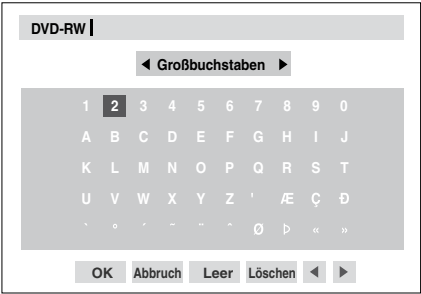 DVD-RW
◀ Großbuchstaben ▶
1 2 3 4 5 6 7 8 9 0
A B C D E F G H I J
K L M N O P Q R S T
U V W X Y Z ' Æ Ç Ð
` ° ´ ˜ ¨ ˆ Ø Þ « »
OK Abbruch Leer Löschen ◀ ▶